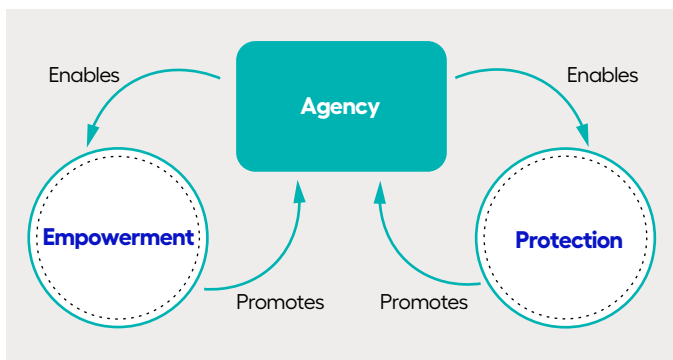 Enables
Enables
Agency
Empowerment
Protection
Promotes
Promotes